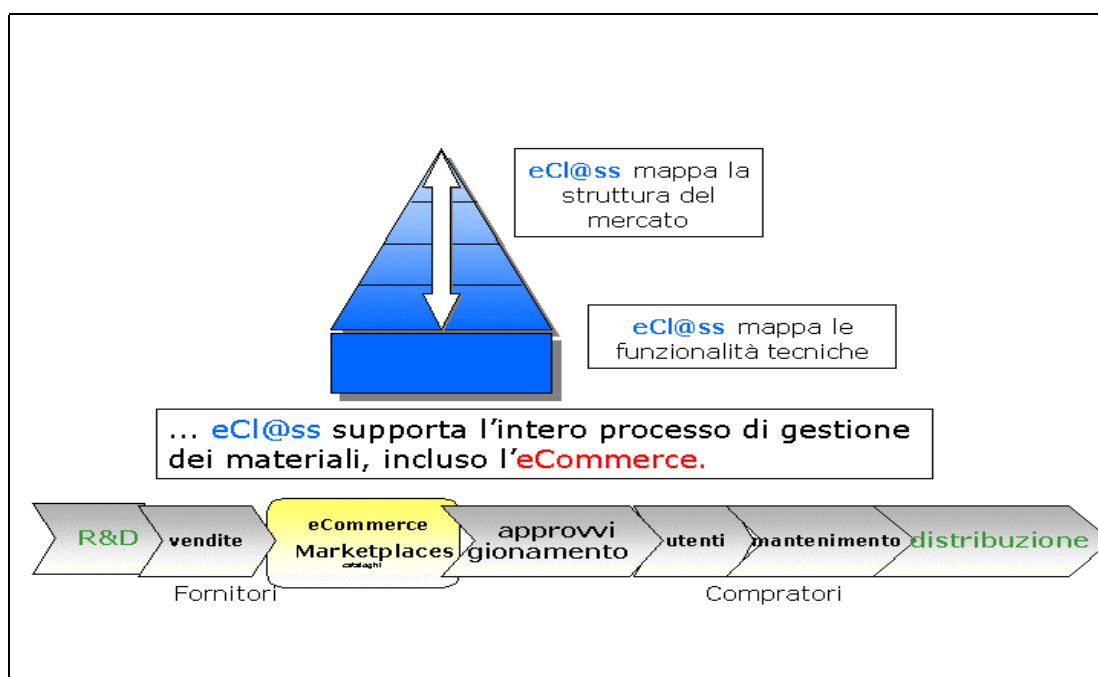 eCl@ss mappa la
struttura del
mercato
eCl@ss mappa le
funzionalità tecniche
... eCl@ss supporta l'intero processo di gestione
dei materiali, incluso l'eCommerce.
R&D
vendite
eCommerce
Marketplaces
cataloghi
approvvi
gionamento
utenti
mantenimento
distribuzione
Fornitori
Compratori